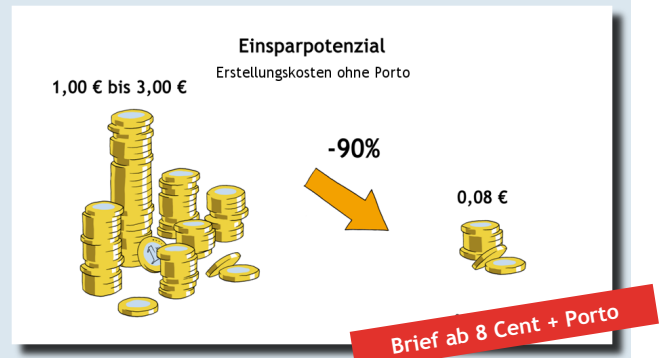 Einsparpotenzial
Erstellungskosten ohne Porto
1,00 € bis 3,00 €
-90%
0,08 €
Brief ab 8 Cent + Porto